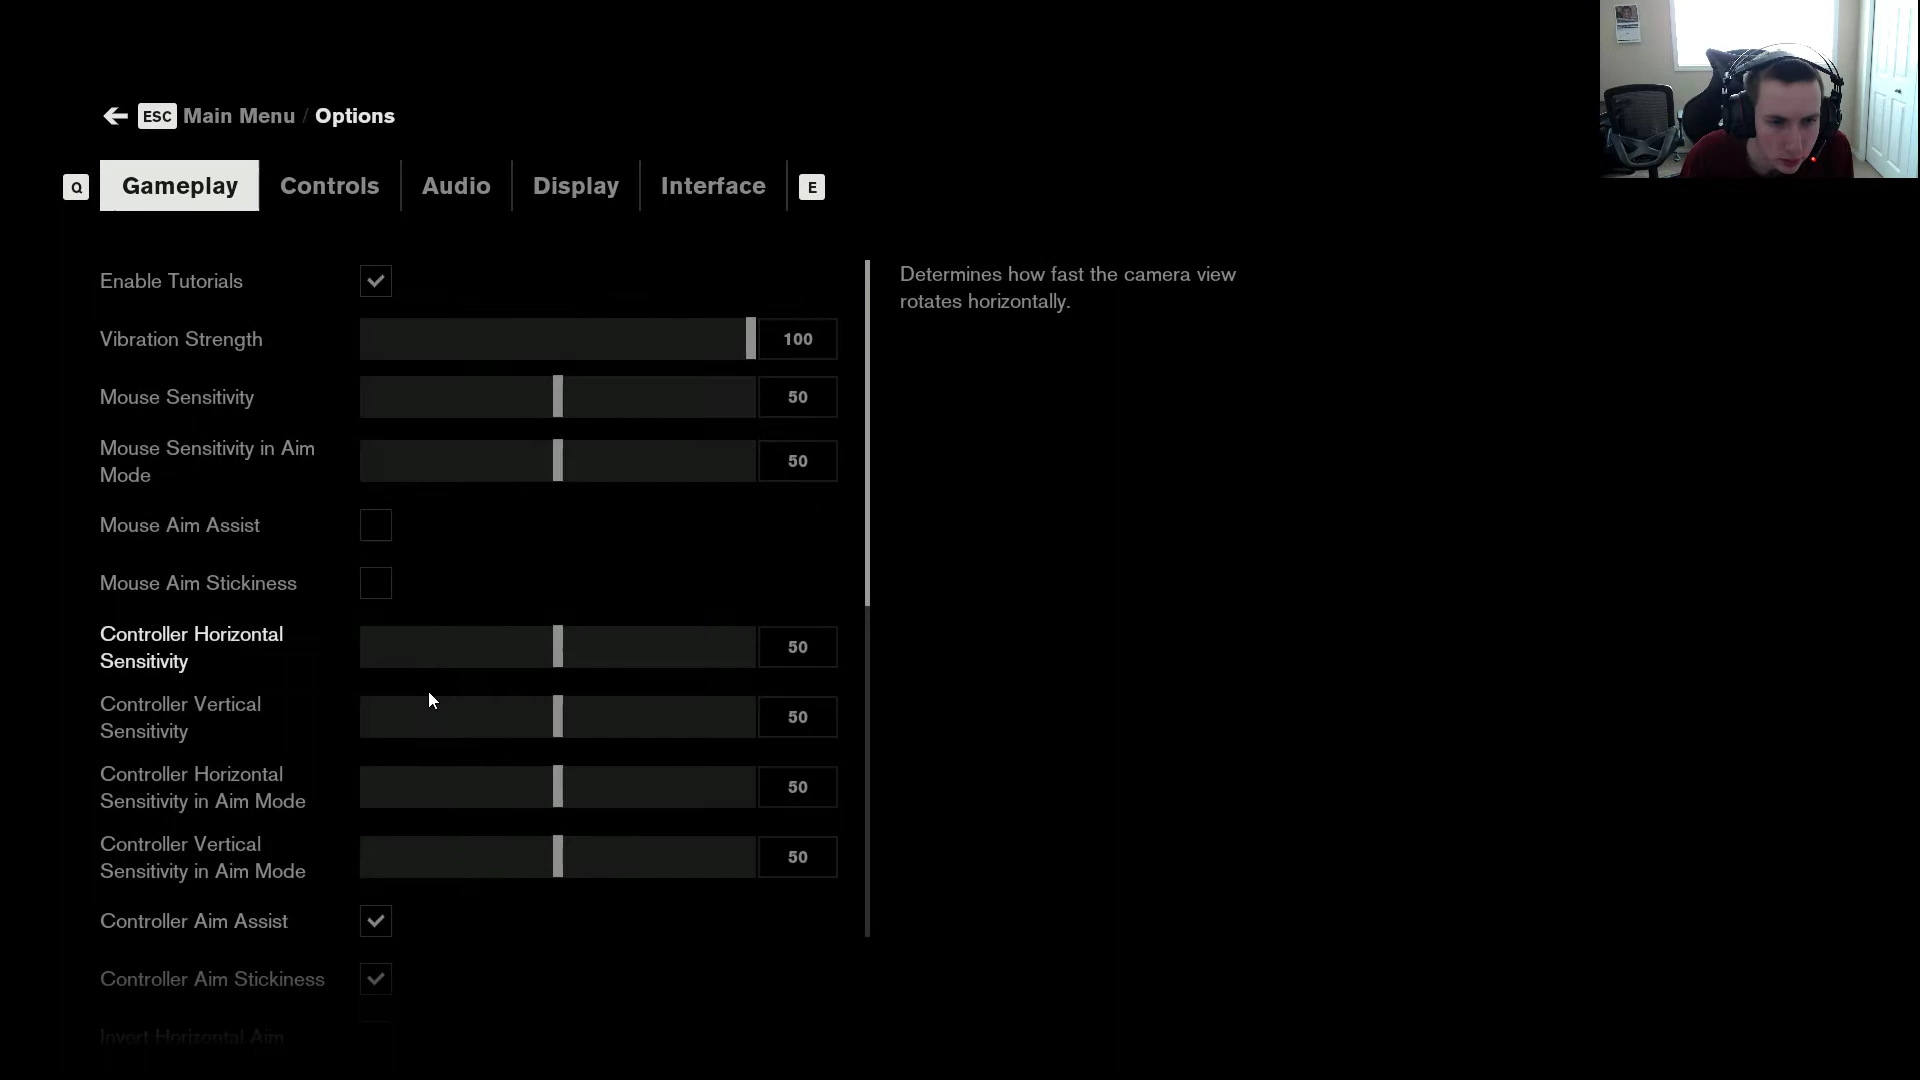 ESC Main Menu / Options
Q Gameplay Controls Audio Display Interface E
Enable Tutorials
Vibration Strength 100
Mouse Sensitivity 50
Mouse Sensitivity in Aim
Mode
50
Mouse Aim Assist
Mouse Aim Stickiness
Controller Horizontal
Sensitivity
50
Controller Vertical
Sensitivity
50
Controller Horizontal
Sensitivity in Aim Mode
50
Controller Vertical
Sensitivity in Aim Mode
50
Controller Aim Assist
Controller Aim Stickiness
Invert Horizontal Aim
Determines how fast the camera view
rotates horizontally.